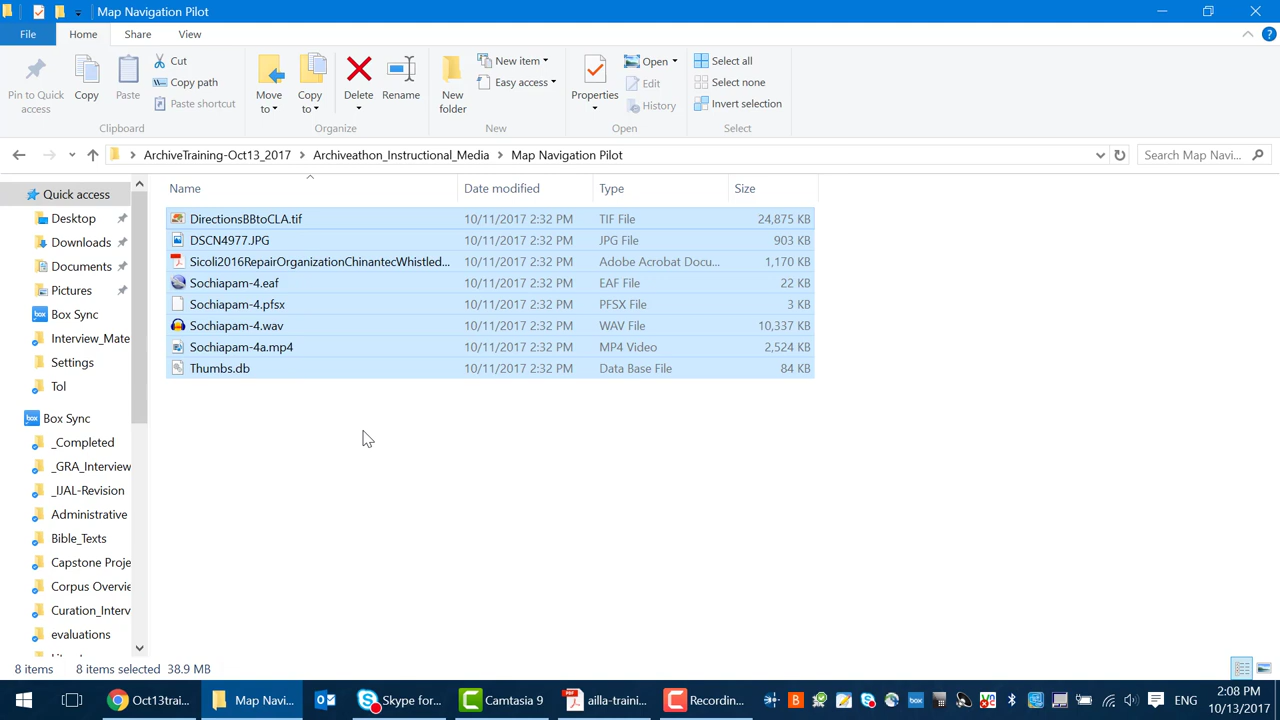 Map Navigation Pilot
File Home Share View
Pin to Quick access
Copy
Paste
Cut
Copy path
Paste shortcut
Clipboard
Move to
Copy to
Delete
Rename
Organize
New folder
New item
Easy access
New
Properties
Open
Edit
History
Open
Select all
Select none
Invert selection
Select
ArchiveTraining-Oct13_2017 > Archiveathon_Instructional_Media > Map Navigation Pilot
Search Map Navi...
Quick access
Desktop
Downloads
Documents
Pictures
Box Sync
Interview_Mate
Settings
Tol
Box Sync
_Completed
_GRA_Interview
_IJAL-Revision
Administrative
Bible_Texts
Capstone Proje
Corpus Overvie
Curation_Interv
evaluations
Name Date modified Type Size
DirectionsBBtoCLA.tif 10/11/2017 2:32 PM TIF File 24,875 KB
DSCN4977.JPG 10/11/2017 2:32 PM JPG File 903 KB
Sicoli2016RepairOrganizationChinantecWhistled... 10/11/2017 2:32 PM Adobe Acrobat Docu... 1,170 KB
Sochiapam-4.eaf 10/11/2017 2:32 PM EAF File 22 KB
Sochiapam-4.pfsx 10/11/2017 2:32 PM PFSX File 3 KB
Sochiapam-4.wav 10/11/2017 2:32 PM WAV File 10,337 KB
Sochiapam-4a.mp4 10/11/2017 2:32 PM MP4 Video 2,524 KB
Thumbs.db 10/11/2017 2:32 PM Data Base File 84 KB
8 items 8 items selected 38.9 MB
Oct13trai...
Map Navi...
Skype for...
Camtasia 9
ailla-traini...
Recordin...
ENG
2:08 PM
10/13/2017